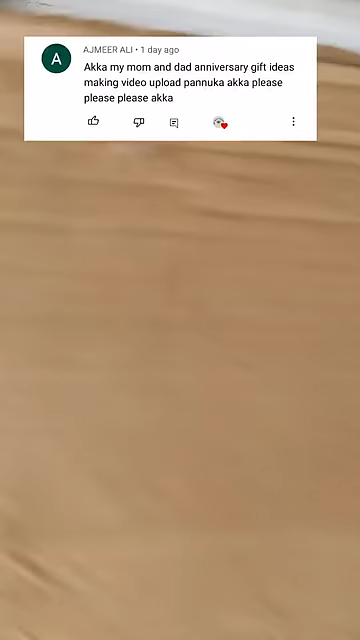 A
AJMEER ALI • 1 day ago
Akka my mom and dad anniversary gift ideas
making video upload pannuka akka please
please please akka